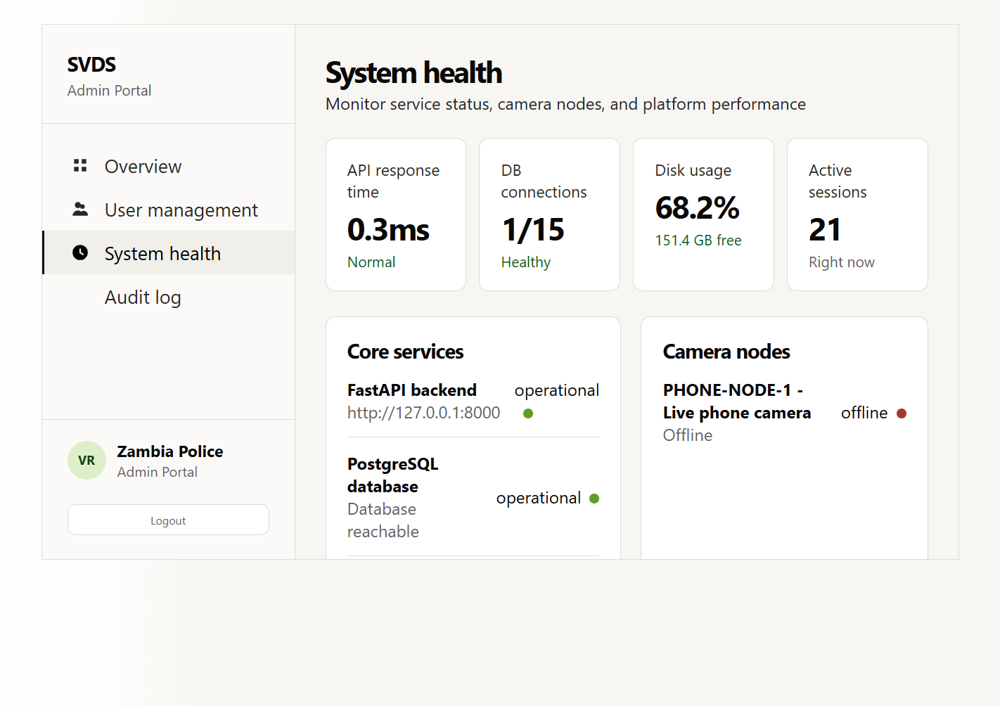 SVDS
Admin Portal
Overview
User management
System health
Audit log
VR
Zambia Police
Admin Portal
Logout
System health
Monitor service status, camera nodes, and platform performance
API response
time
0.3ms
Normal
DB
connections
1/15
Healthy
Disk usage
68.2%
151.4 GB free
Active
sessions
21
Right now
Core services
FastAPI backend
http://127.0.0.1:8000
operational
PostgreSQL
database
Database
reachable
operational
Camera nodes
PHONE-NODE-1 -
Live phone camera
Offline
offline